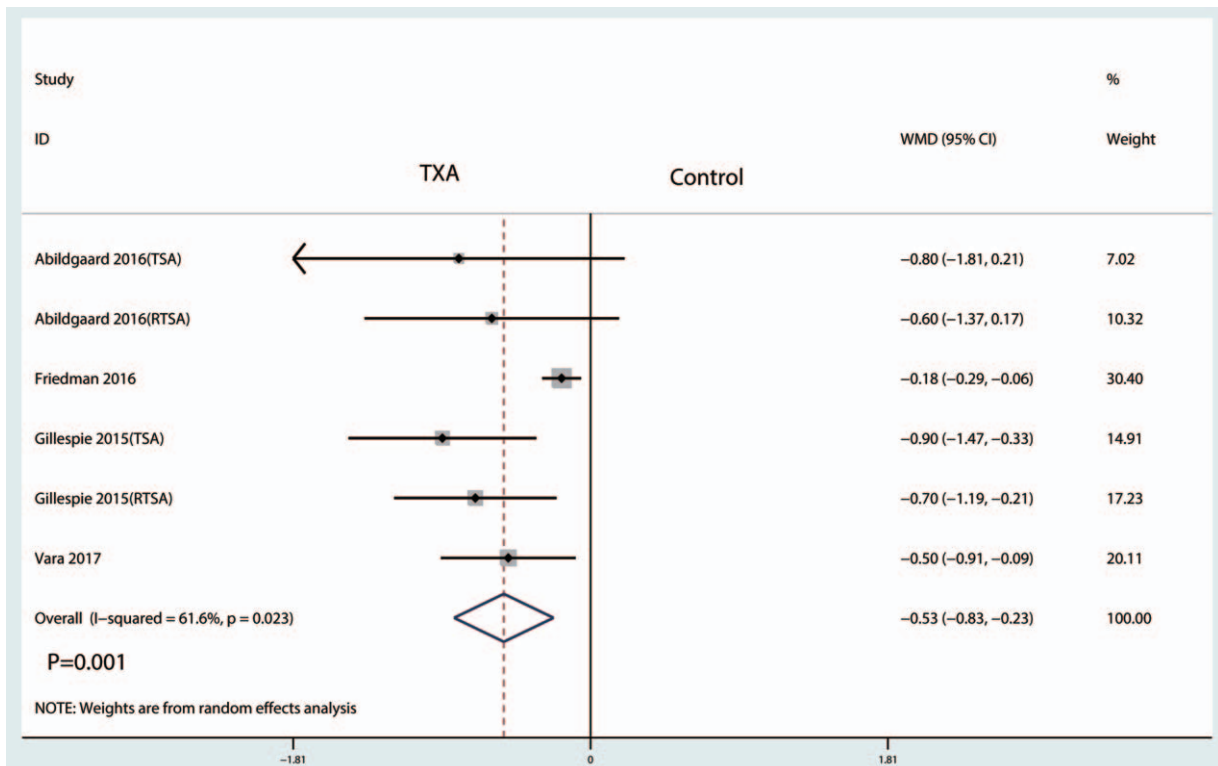 Study %
ID WMD (95% CI) Weight
TXA Control
Abildgaard 2016(TSA) −0.80 (−1.81, 0.21) 7.02
Abildgaard 2016(RTSA) −0.60 (−1.37, 0.17) 10.32
Friedman 2016 −0.18 (−0.29, −0.06) 30.40
Gillespie 2015(TSA) −0.90 (−1.47, −0.33) 14.91
Gillespie 2015(RTSA) −0.70 (−1.19, −0.21) 17.23
Vara 2017 −0.50 (−0.91, −0.09) 20.11
Overall (I−squared = 61.6%, p = 0.023) −0.53 (−0.83, −0.23) 100.00
P=0.001
NOTE: Weights are from random effects analysis
−1.81 0 1.81